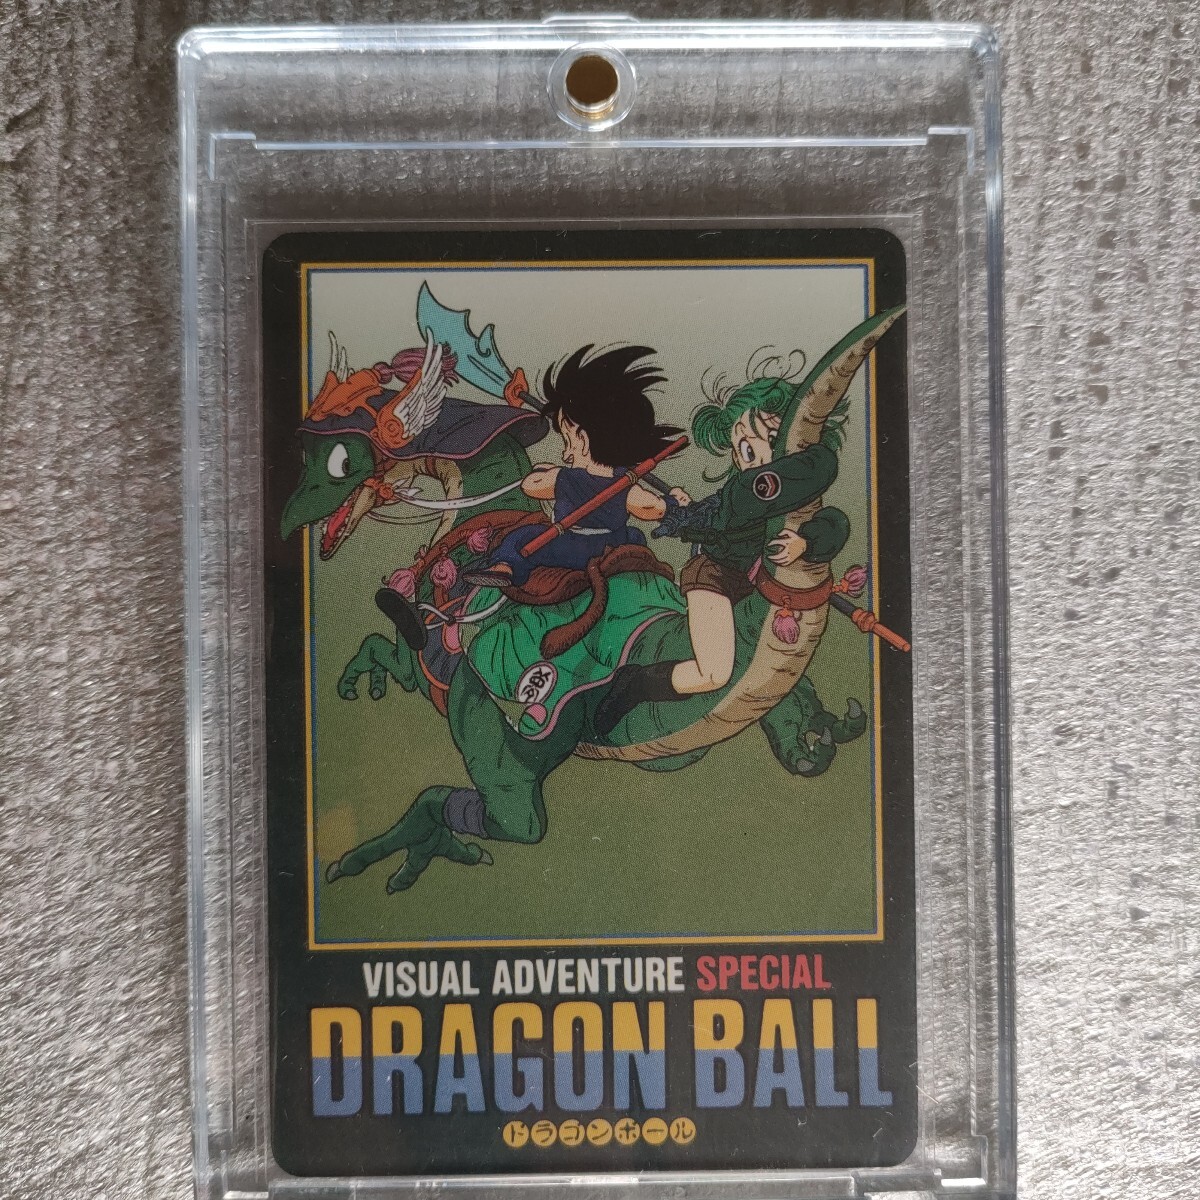 VISUAL ADVENTURE SPECIAL
DRAGON BALL
ドラゴンボール